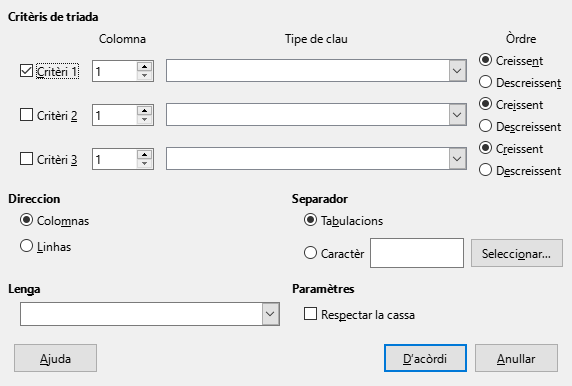 Critèris de triada
Colomna Tipe de clau Òrdre
Critèri 1 1 Creissent
Descreissent
Critèri 2 1 Creissent
Descreissent
Critèri 3 1 Creissent
Descreissent
Direccion Separador
Colomnas Tabulacions
Linhas Caractèr Seleccionar...
Lenga Paramètres
Respectar la cassa
Ajuda D'acòrdi Anullar